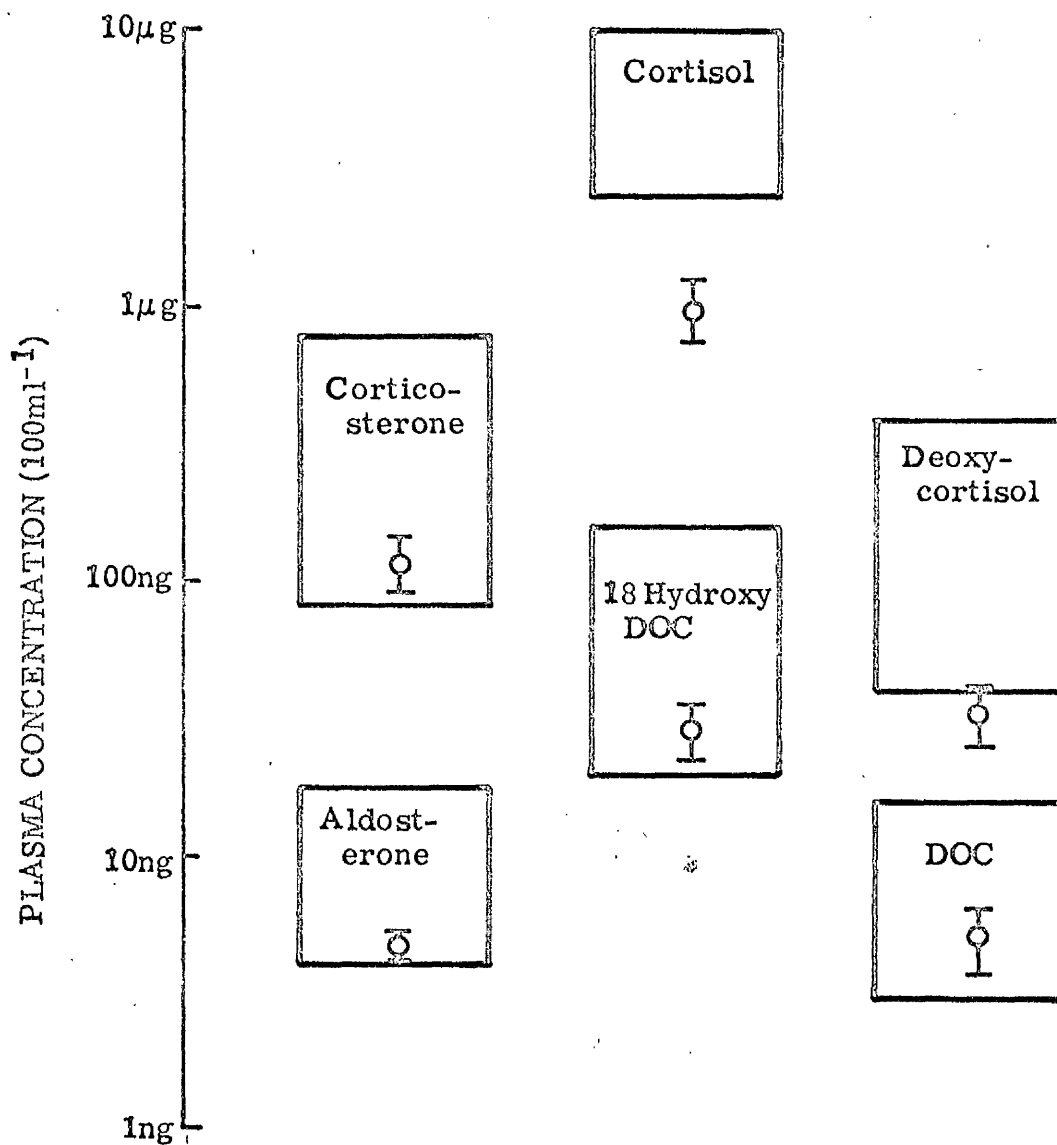 PLASMA CONCENTRATION (100ml⁻¹)
10μg
1μg
100ng
10ng
1ng
Cortisol
Cortico-
sterone
Deoxy-
cortisol
18 Hydroxy
DOC
Aldost-
erone
DOC